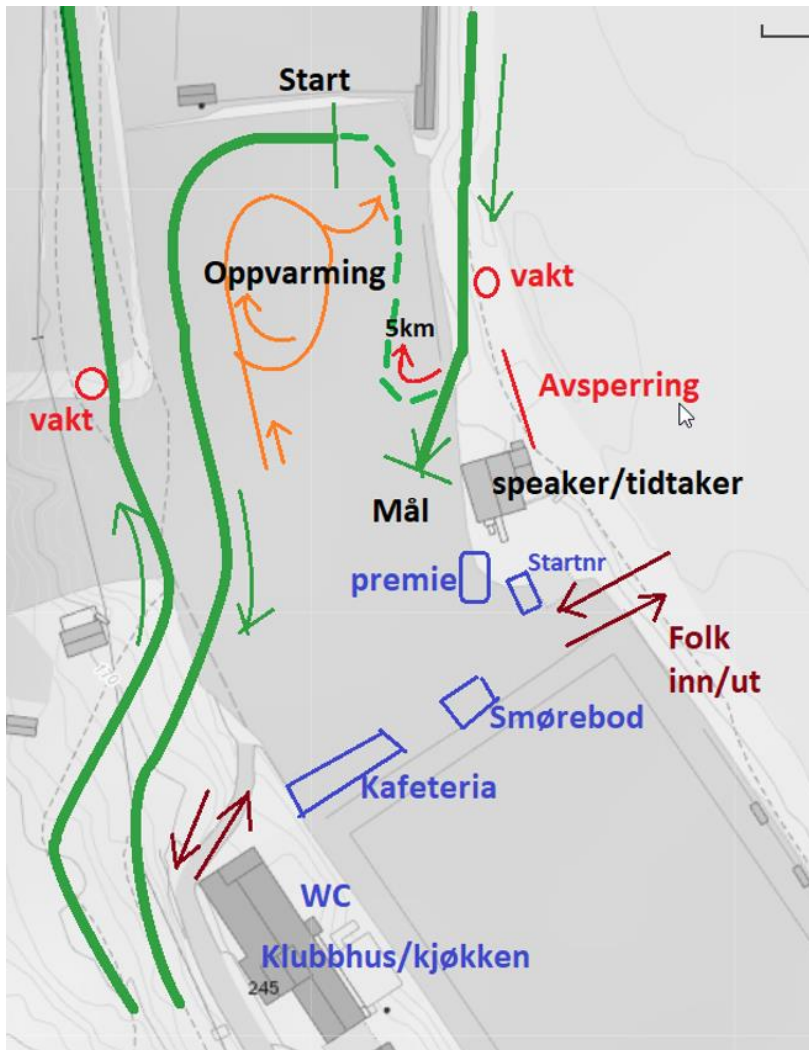 Start
Oppvarming
vakt
5km
Avsperring
vakt
speaker/tidtaker
Mål
premie
Startnr
Folk
inn/ut
170
Smørebod
Kafeteria
WC
Klubbhus/kjøkken
245